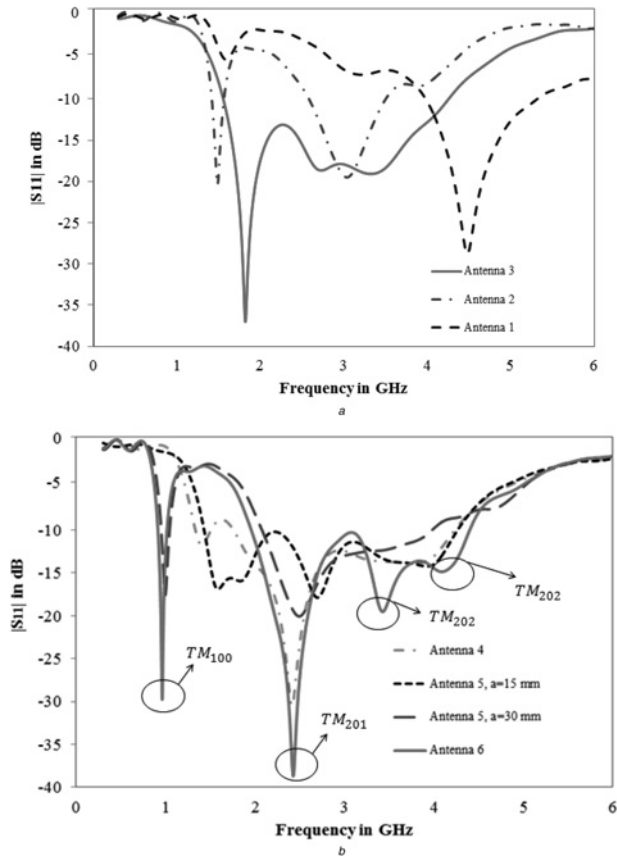 0
-5
-10
-15
-20
-25
-30
-35
-40
|S11| in dB
Antenna 3
Antenna 2
Antenna 1
0 1 2 3 4 5 6
Frequency in GHz
a
0
-5
-10
-15
-20
-25
-30
-35
-40
|S11| in dB
TM100
TM201
TM202
TM202
Antenna 4
Antenna 5, a=15 mm
Antenna 5, a=30 mm
Antenna 6
0 1 2 3 4 5 6
Frequency in GHz
b